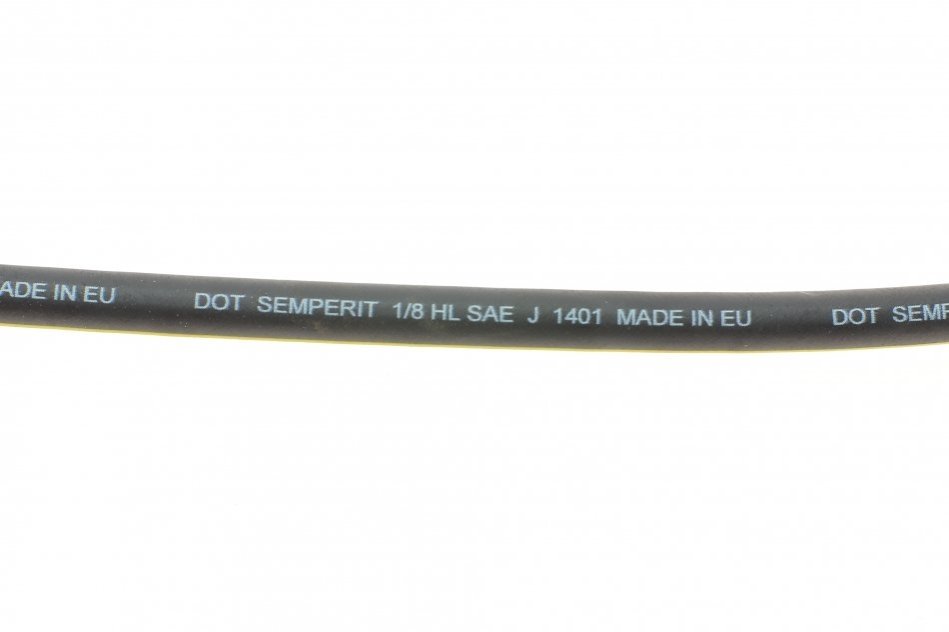 ADE IN EU DOT SEMPERIT 1/8 HL SAE J 1401 MADE IN EU DOT SEMP